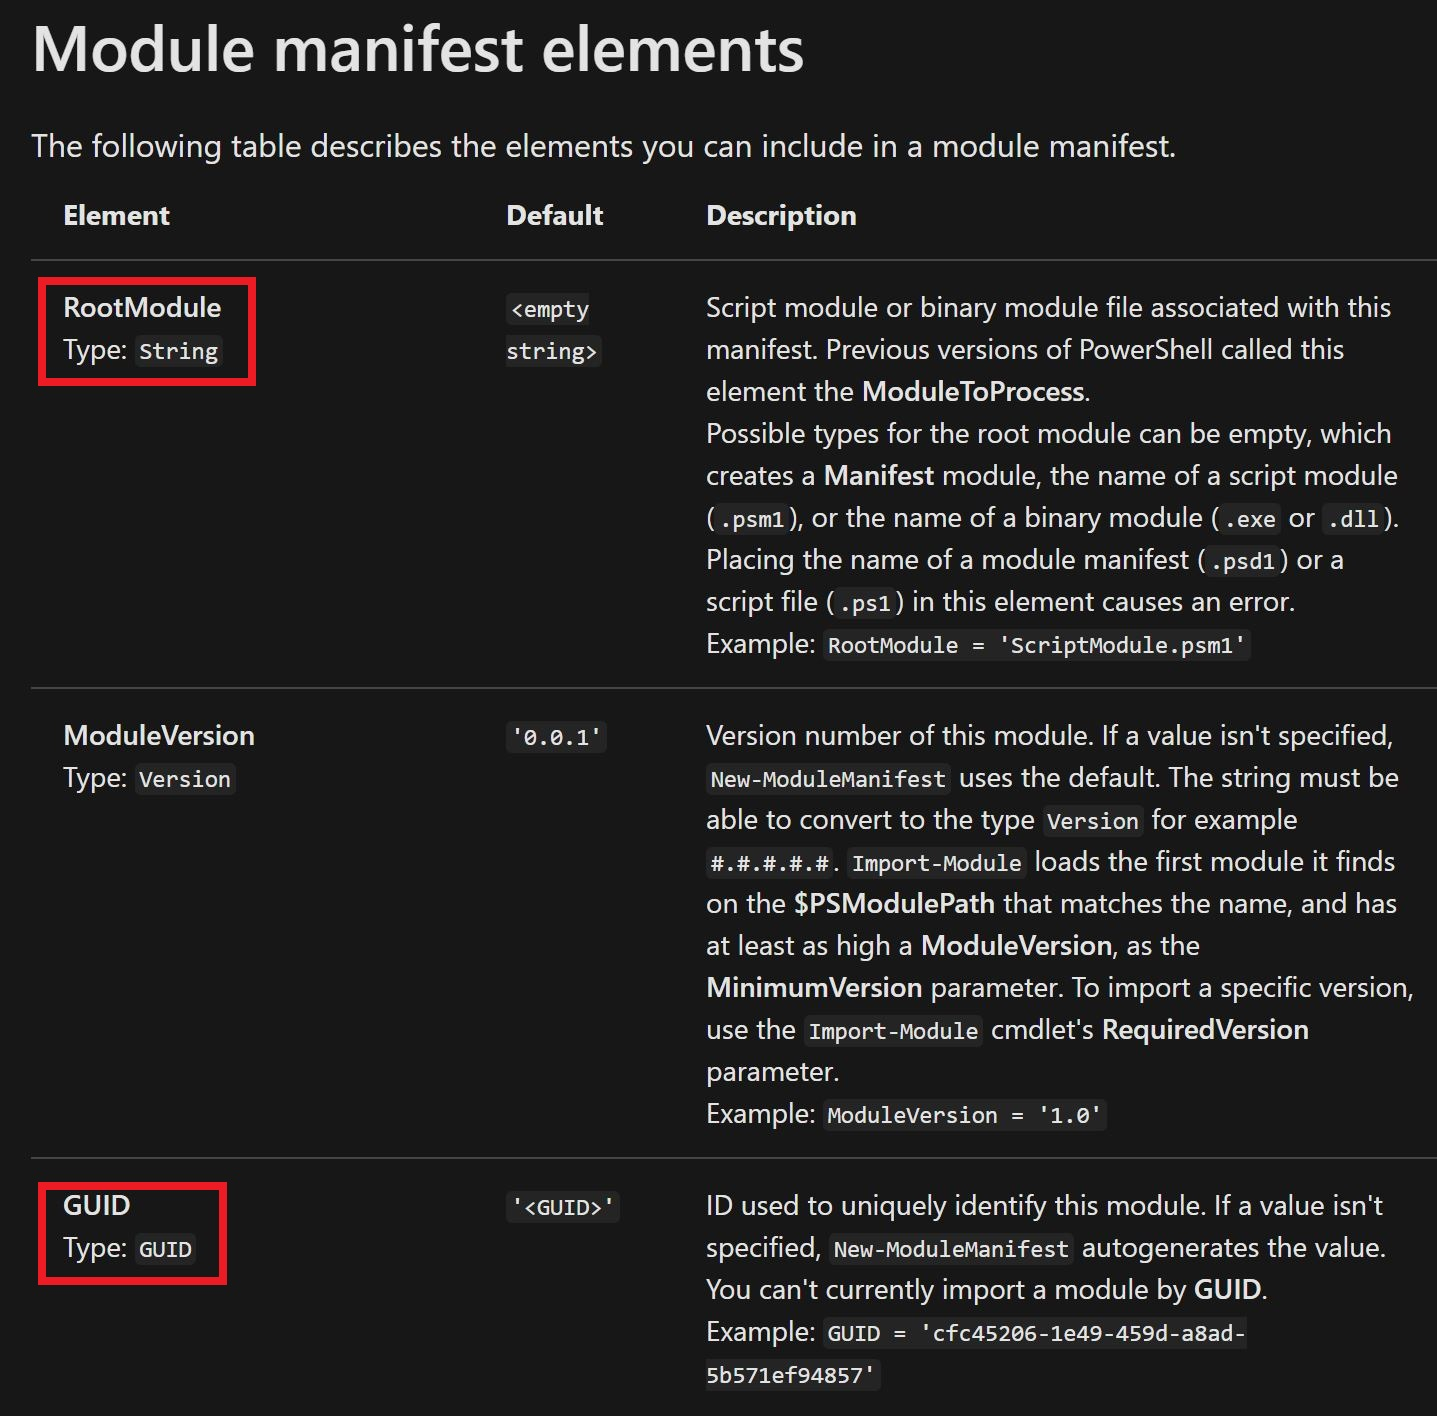 Module manifest elements
The following table describes the elements you can include in a module manifest.
Element Default Description
RootModule
Type: String
<empty
string>
Script module or binary module file associated with this
manifest. Previous versions of PowerShell called this
element the ModuleToProcess.
Possible types for the root module can be empty, which
creates a Manifest module, the name of a script module
(.psm1), or the name of a binary module (.exe or .dll).
Placing the name of a module manifest (.psd1) or a
script file (.ps1) in this element causes an error.
Example: RootModule = 'ScriptModule.psm1'
ModuleVersion
Type: Version
'0.0.1'
Version number of this module. If a value isn't specified,
New-ModuleManifest uses the default. The string must be
able to convert to the type Version for example
#.#.#.#.#. Import-Module loads the first module it finds
on the $PSModulePath that matches the name, and has
at least as high a ModuleVersion, as the
MinimumVersion parameter. To import a specific version,
use the Import-Module cmdlet's RequiredVersion
parameter.
Example: ModuleVersion = '1.0'
GUID
Type: GUID
'<GUID>'
ID used to uniquely identify this module. If a value isn't
specified, New-ModuleManifest autogenerates the value.
You can't currently import a module by GUID.
Example: GUID = 'cfc45206-1e49-459d-a8ad-
5b571ef94857'